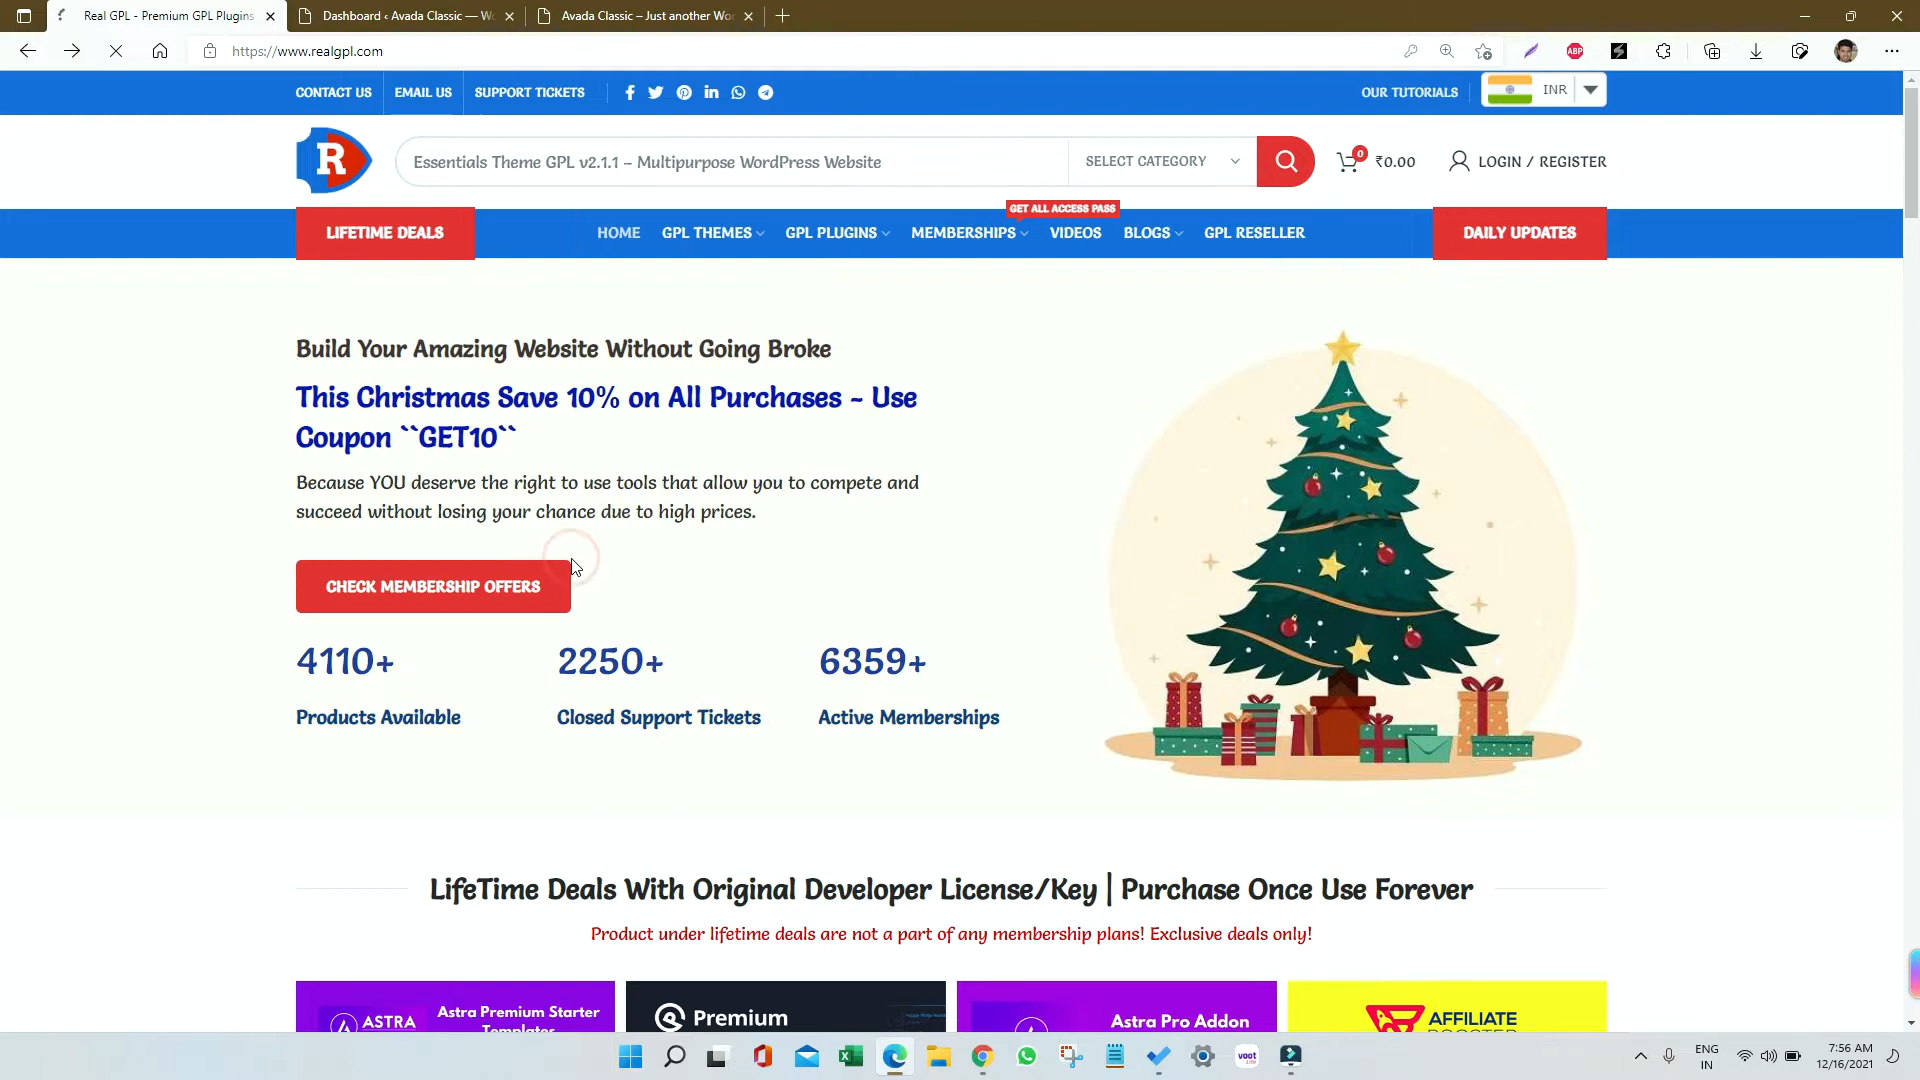 Real GPL - Premium GPL Plugins
Dashboard ‹ Avada Classic — W
Avada Classic – Just another Wor
https://www.realgpl.com
ABP
CONTACT US
EMAIL US
SUPPORT TICKETS
OUR TUTORIALS
INR
R
Essentials Theme GPL v2.1.1 – Multipurpose WordPress Website
SELECT CATEGORY
0
₹0.00
LOGIN / REGISTER
GET ALL ACCESS PASS
LIFETIME DEALS
HOME
GPL THEMES
GPL PLUGINS
MEMBERSHIPS
VIDEOS
BLOGS
GPL RESELLER
DAILY UPDATES
Build Your Amazing Website Without Going Broke
This Christmas Save 10% on All Purchases ~ Use
Coupon ``GET10``
Because YOU deserve the right to use tools that allow you to compete and
succeed without losing your chance due to high prices.
CHECK MEMBERSHIP OFFERS
4110+
2250+
6359+
Products Available
Closed Support Tickets
Active Memberships
LifeTime Deals With Original Developer License/Key | Purchase Once Use Forever
Product under lifetime deals are not a part of any membership plans! Exclusive deals only!
ASTRA
Astra Premium Starter
Templates
Premium
Astra Pro Addon
AFFILIATE
BOOSTER
voot
ENG
IN
7:56 AM
12/16/2021